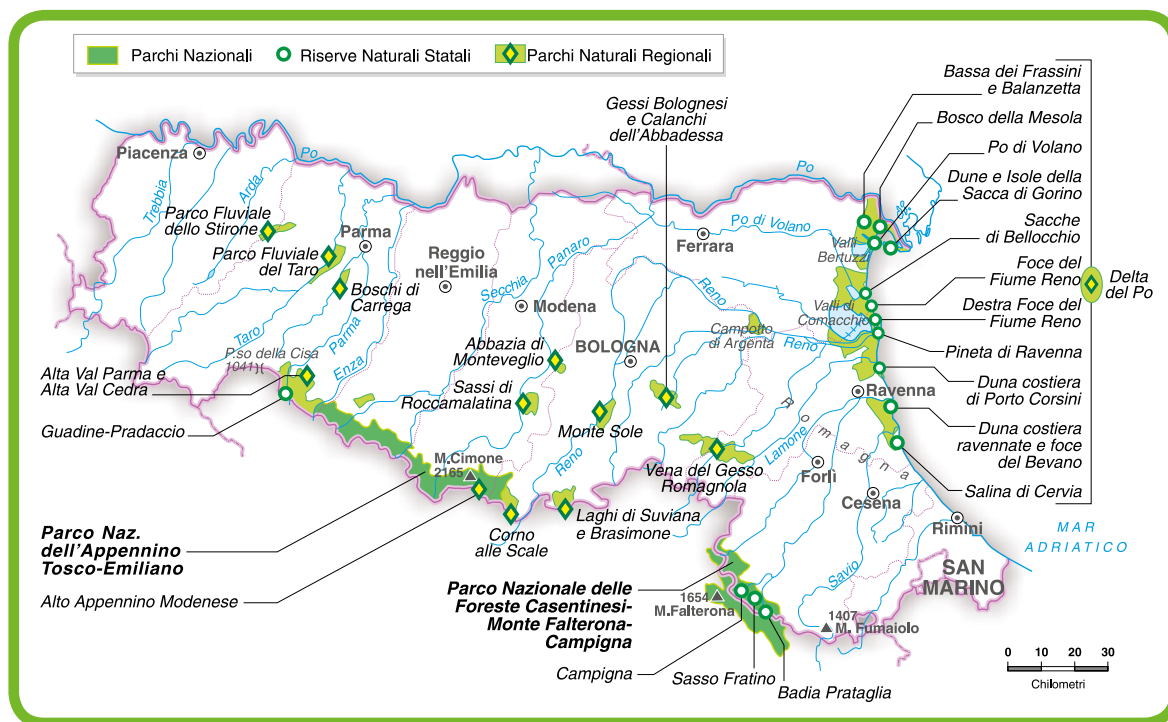 Parchi Nazionali
Riserve Naturali Statali
Parchi Naturali Regionali
Bassa dei Frassini
e Balanzetta
Bosco della Mesola
Po di Volano
Dune e Isole della
Sacca di Gorino
Sacche
di Bellocchio
Foce del
Fiume Reno
Destra Foce del
Fiume Reno
Pineta di Ravenna
Duna costiera
di Porto Corsini
Duna costiera
ravennate e foce
del Bevano
Salina di Cervia
Delta
del Po
Gessi Bolognesi
e Calanchi
dell'Abbadessa
Piacenza
Po
Trebbia
Arda
Parco Fluviale
dello Stirone
Parco Fluviale
del Taro
Parma
Boschi di
Carrega
Reggio
nell'Emilia
Secchia
Panaro
Modena
Po
Po di Volano
Ferrara
Valli
Bertuzzi
Valli di
Comacchio
Reno
Campotto
di Argenta
Reno
BOLOGNA
Abbazia di
Monteveglio
Sassi di
Roccamalatina
Monte Sole
Reno
Taro
Parma
Enza
P.so della Cisa
1041
Alta Val Parma e
Alta Val Cedra
Guadine-Pradaccio
M.Cimone
2165
Parco Naz.
dell'Appennino
Tosco-Emiliano
Alto Appennino Modenese
Corno
alle Scale
Laghi di Suviana
e Brasimone
Vena del Gesso
Romagnola
Lamone
Romagna
Ravenna
Forlì
Cesena
Rimini
Savio
MAR
ADRIATICO
SAN
MARINO
Parco Nazionale delle
Foreste Casentinesi-
Monte Falterona-
Campigna
1654
M.Falterona
1407
M. Fumaiolo
Campigna
Sasso Fratino
Badia Prataglia
0 10 20 30
Chilometri